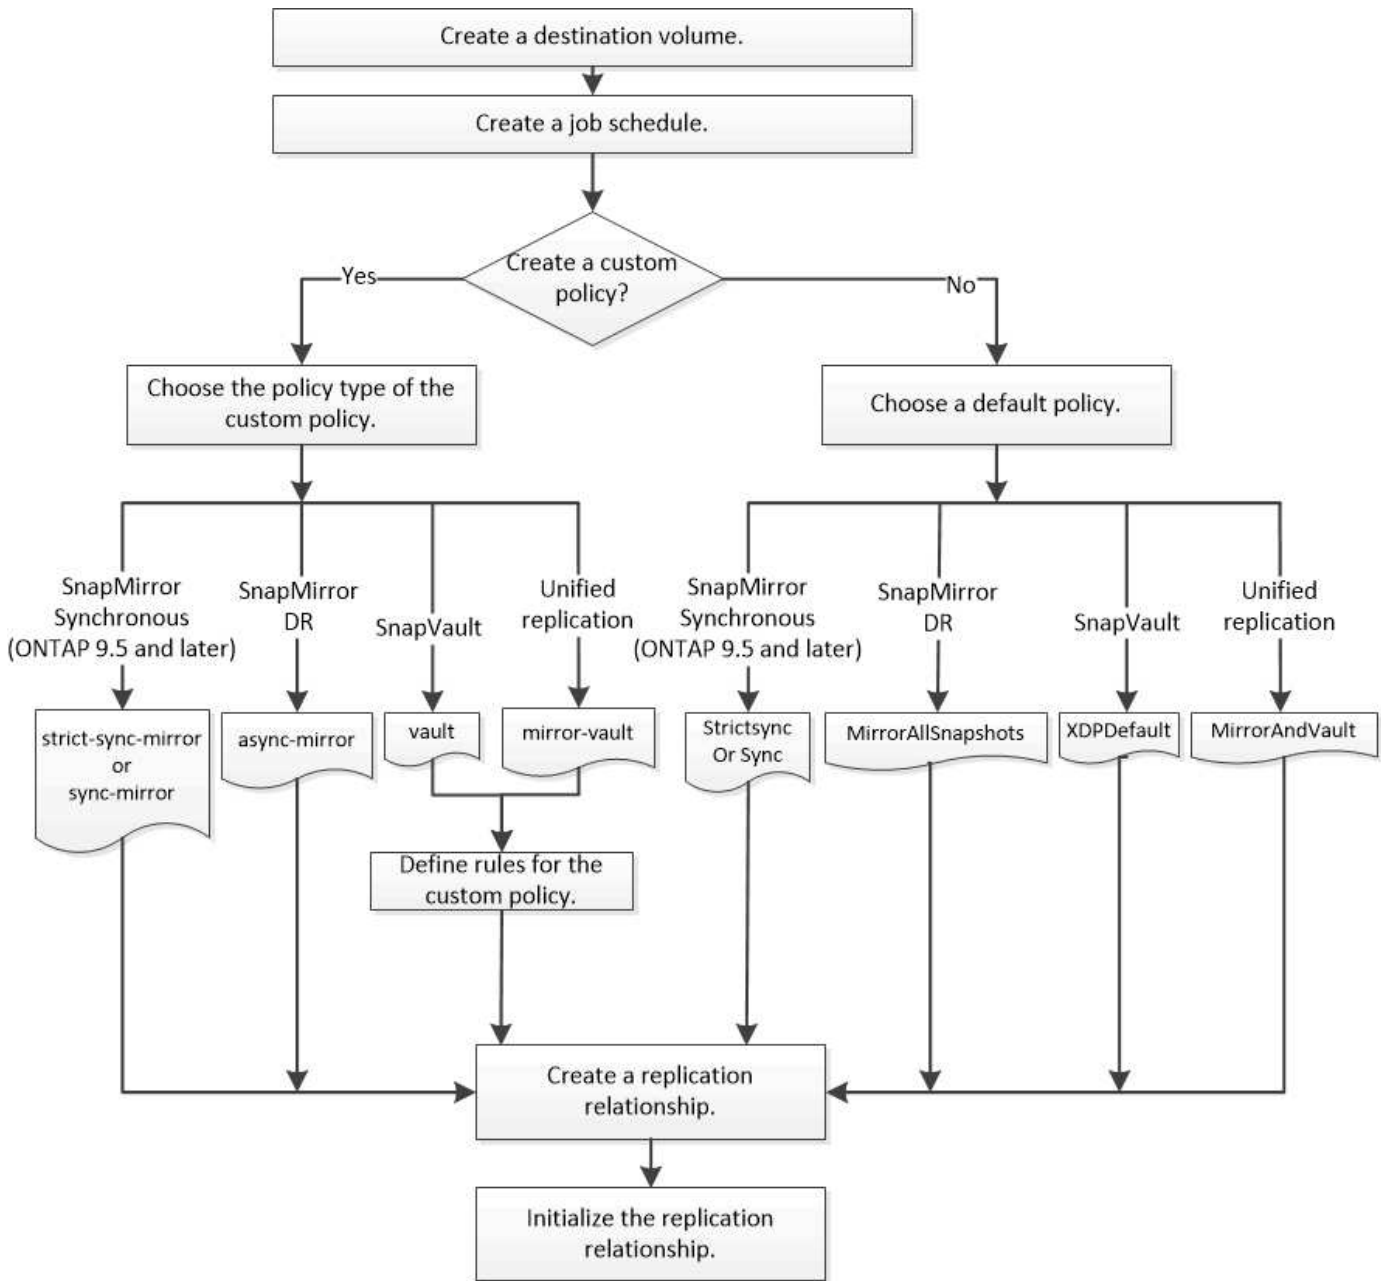 Create a destination volume.
Create a job schedule.
Create a custom
policy?
Yes
No
Choose the policy type of the
custom policy.
Choose a default policy.
SnapMirror
Synchronous
(ONTAP 9.5 and later)
SnapMirror
DR
SnapVault
Unified
replication
SnapMirror
Synchronous
(ONTAP 9.5 and later)
SnapMirror
DR
SnapVault
Unified
replication
strict-sync-mirror
or
sync-mirror
async-mirror
vault
mirror-vault
Strictsync
Or Sync
MirrorAllSnapshots
XDPDefault
MirrorAndVault
Define rules for the
custom policy.
Create a replication
relationship.
Initialize the replication
relationship.